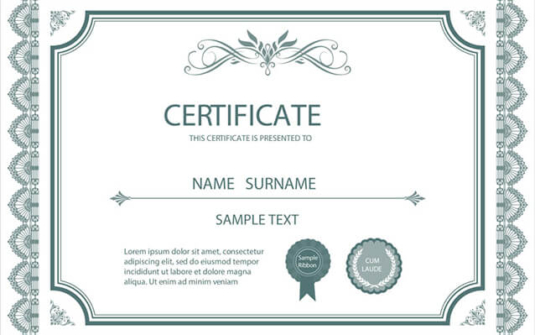 CERTIFICATE
THIS CERTIFICATE IS PRESENTED TO
NAME SURNAME
SAMPLE TEXT
Lorem ipsum dolor sit amet, consectetur
adipiscing elit, sed do eiusmod tempor
incididunt ut labore et dolore magna
aliqua. Ut enim ad minim veniam
Sample
Ribbon
CUM
LAUDE